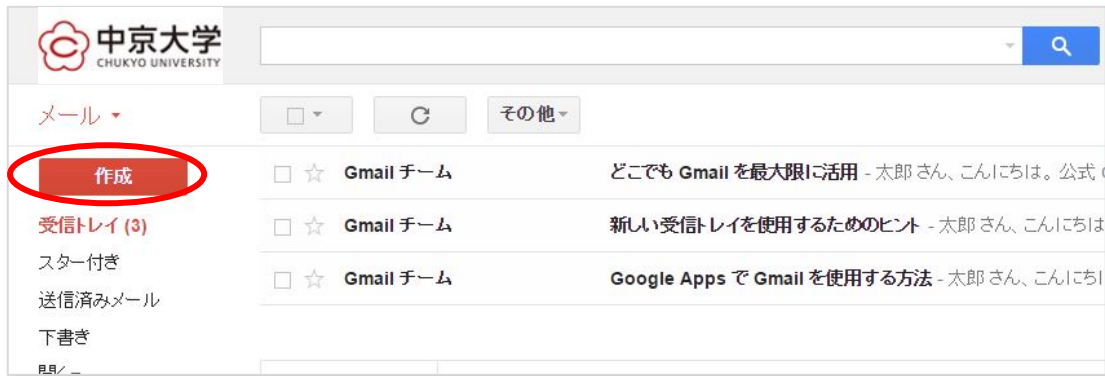 中京大学
CHUKYO UNIVERSITY
メール
その他
作成
Gmail チーム どこでも Gmail を最大限に活用 - 太郎 さん、こんにちは。 公式
受信トレイ (3)
Gmail チーム 新しい受信トレイを使用するためのヒント - 太郎 さん、こんにちは
スター付き
Gmail チーム Google Apps で Gmail を使用する方法 - 太郎 さん、こんにち
送信済みメール
下書き